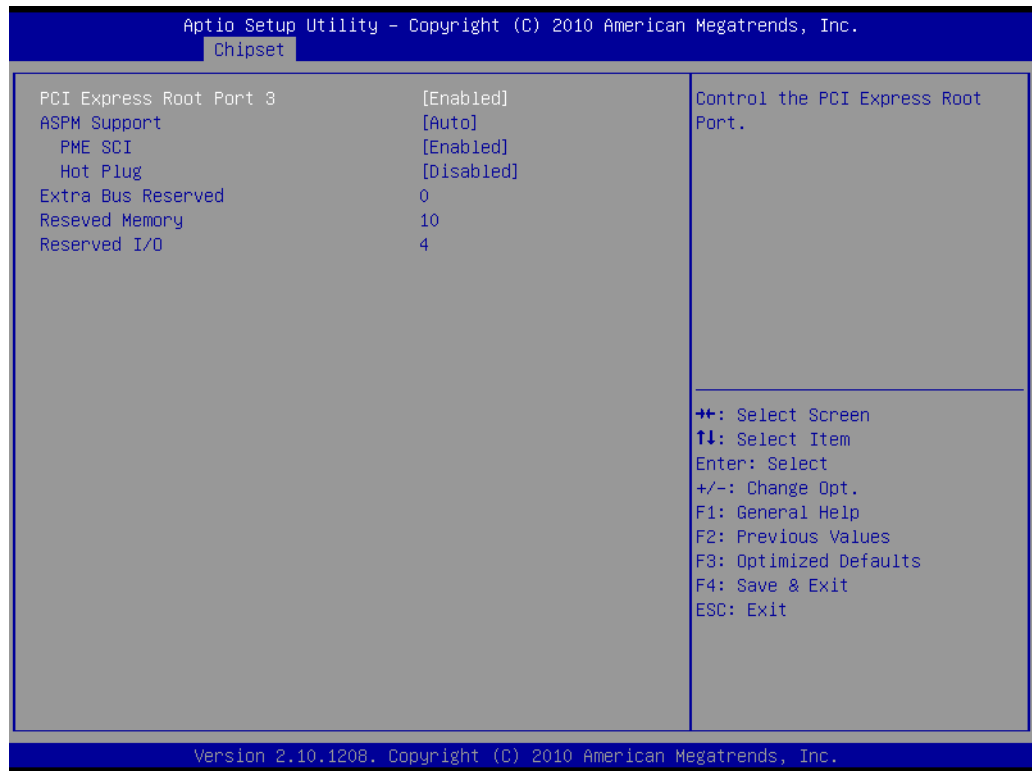 Aptio Setup Utility – Copyright (C) 2010 American Megatrends, Inc.
Chipset
PCI Express Root Port 3 [Enabled]
ASPM Support [Auto]
PME SCI [Enabled]
Hot Plug [Disabled]
Extra Bus Reserved 0
Reseved Memory 10
Reserved I/O 4
Control the PCI Express Root
Port.
→←: Select Screen
↑↓: Select Item
Enter: Select
+/-: Change Opt.
F1: General Help
F2: Previous Values
F3: Optimized Defaults
F4: Save & Exit
ESC: Exit
Version 2.10.1208. Copyright (C) 2010 American Megatrends, Inc.